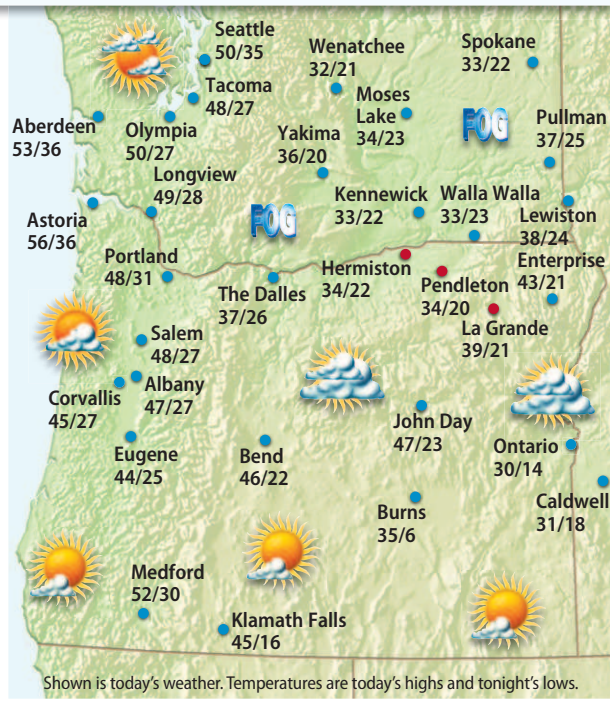 Seattle
50/35
Wenatchee
32/21
Spokane
33/22
Tacoma
48/27
Moses
Lake
34/23
FOG
Pullman
37/25
Aberdeen
53/36
Olympia
50/27
Yakima
36/20
Longview
49/28
Kennewick
33/22
Walla Walla
33/23
Lewiston
38/24
Astoria
56/36
FOG
Portland
48/31
The Dalles
37/26
Hermiston
34/22
Pendleton
34/20
Enterprise
43/21
La Grande
39/21
Salem
48/27
Corvallis
45/27
Albany
47/27
John Day
47/23
Eugene
44/25
Bend
46/22
Ontario
30/14
Burns
35/6
Caldwell
31/18
Medford
52/30
Klamath Falls
45/16
Shown is today's weather. Temperatures are today's highs and tonight's lows.